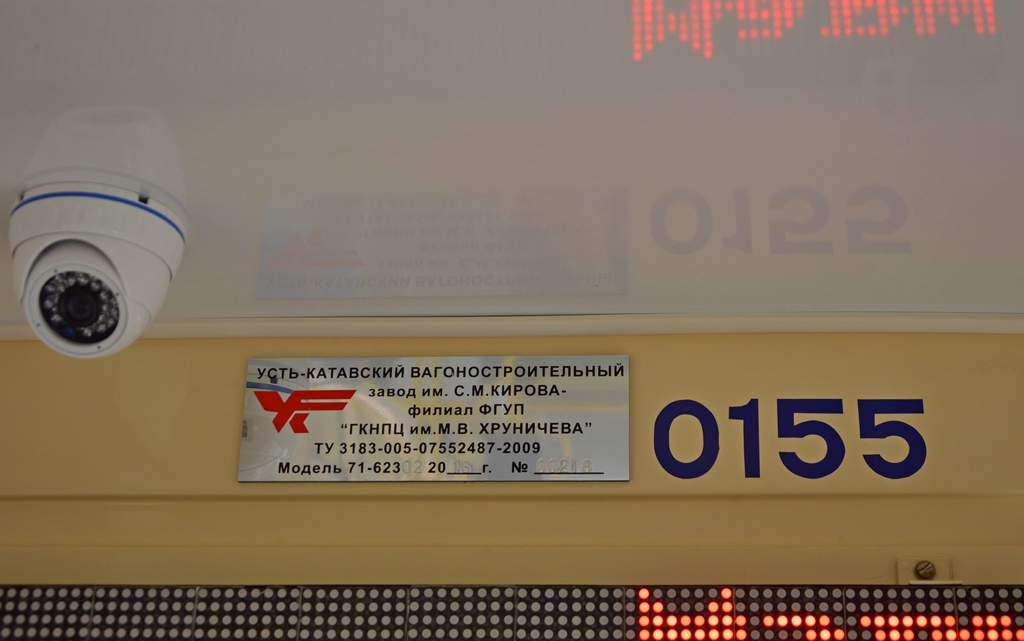 УСТЬ-КАТАВСКИЙ ВАГОНОСТРОИТЕЛЬНЫЙ
завод им. С.М.КИРОВА-
филиал ФГУП
"ГКНПЦ им.М.В. ХРУНИЧЕВА"
ТУ 3183-005-07552487-2009
Модель 71-623 02 20 г. №
0155